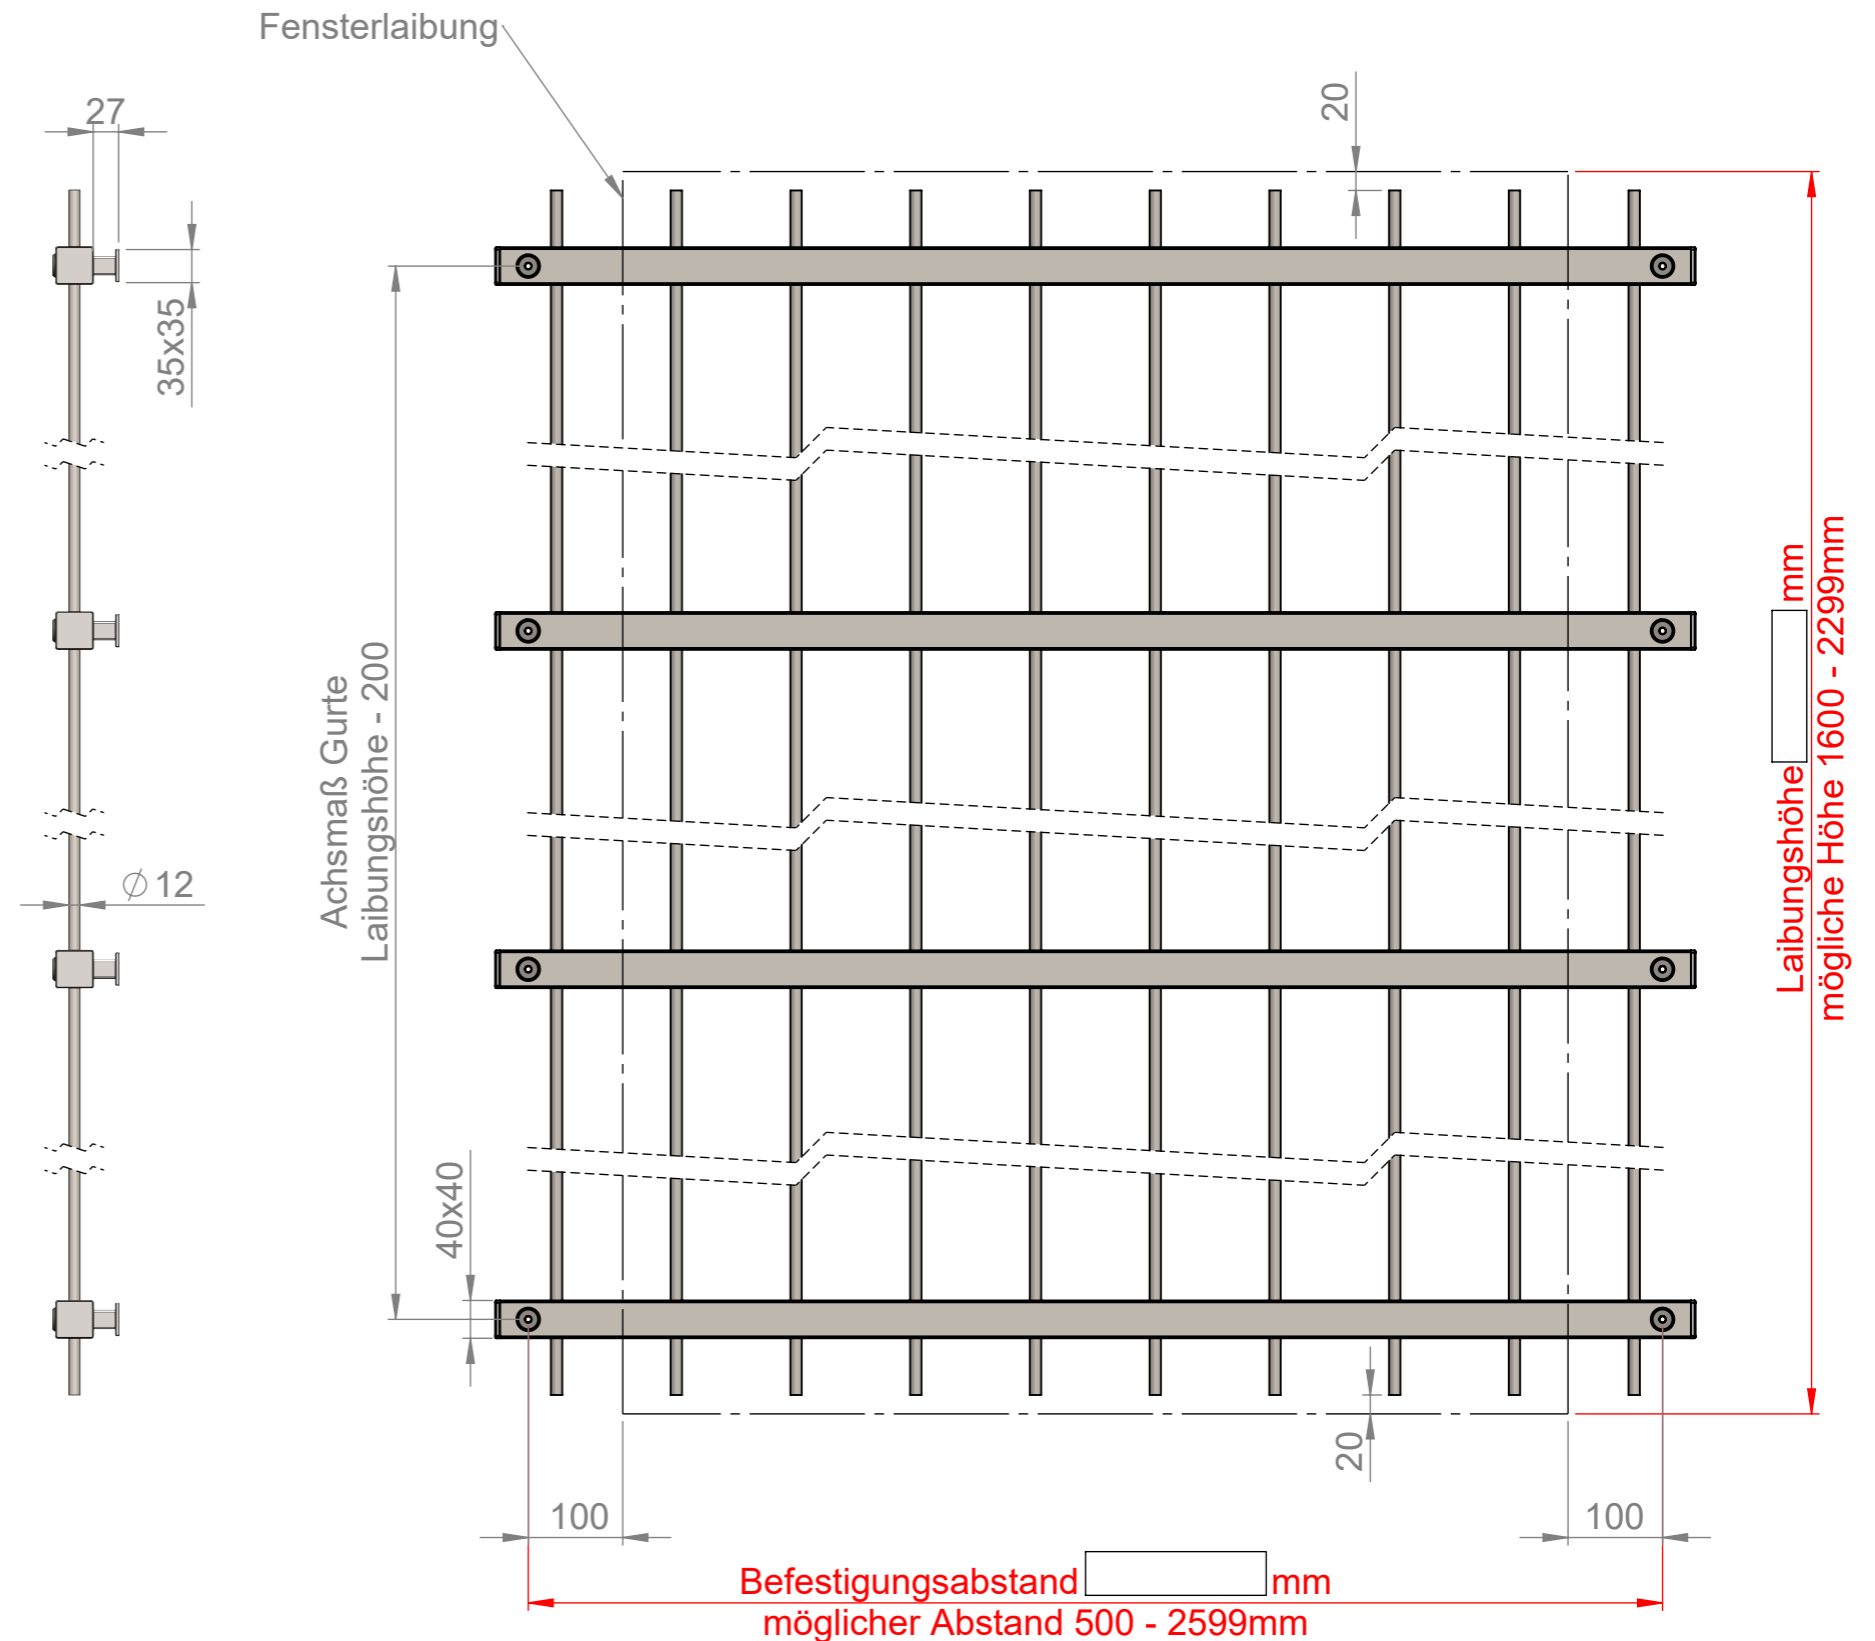 Fensterlaibung
27
20
35x35
Achsmaß Gurte
Laibungshöhe - 200
Laibungshöhe mm
mögliche Höhe 1600 - 2299mm
∅ 12
40x40
20
100
100
Befestigungsabstand mm
möglicher Abstand 500 - 2599mm